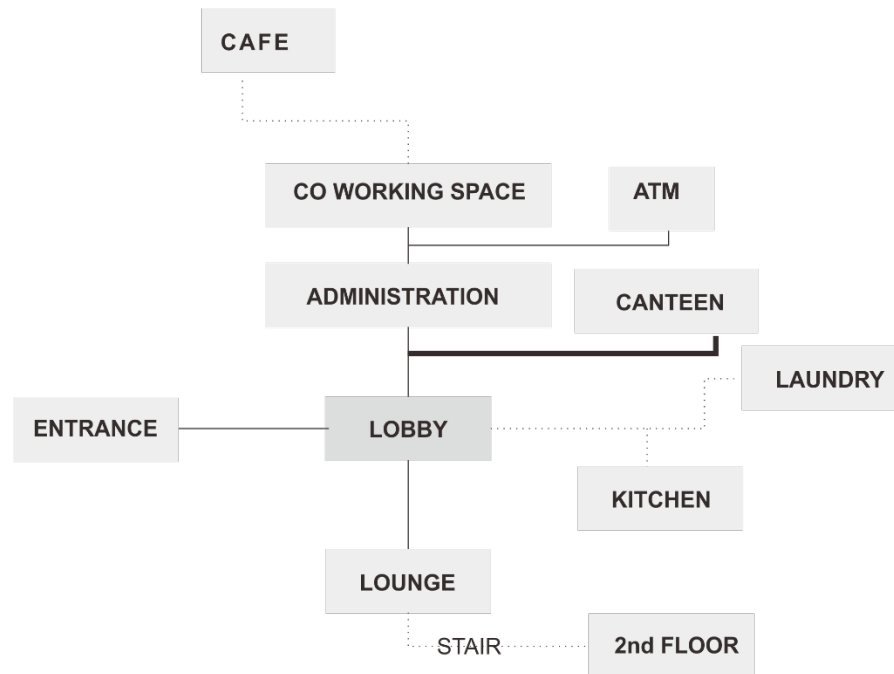 CAFE
CO WORKING SPACE
ATM
ADMINISTRATION
CANTEEN
LAUNDRY
ENTRANCE
LOBBY
KITCHEN
LOUNGE
STAIR
2nd FLOOR